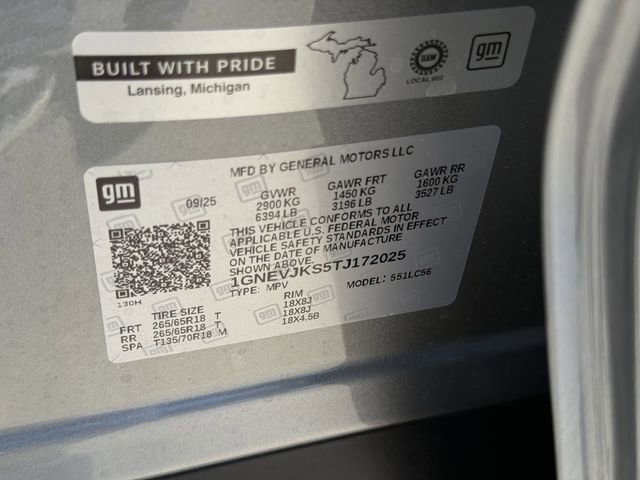 BUILT WITH PRIDE
Lansing, Michigan
UAW
LOCAL 602
gm
gm
MFD BY GENERAL MOTORS LLC
09/25
GVWR GAWR FRT GAWR RR
2900 KG 1450 KG 1600 KG
6394 LB 3196 LB 3527 LB
THIS VEHICLE CONFORMS TO ALL
APPLICABLE U.S. FEDERAL MOTOR
VEHICLE SAFETY STANDARDS IN EFFECT
ON THE DATE OF MANUFACTURE
SHOWN ABOVE.
1GNEVJKS5TJ172025
TYPE: MPV MODEL: 551LC56
130H
TIRE SIZE RIM
FRT 265/65R18 T 18X8J
RR 265/65R18 T 18X8J
SPA T135/70R18 M 18X4.5B